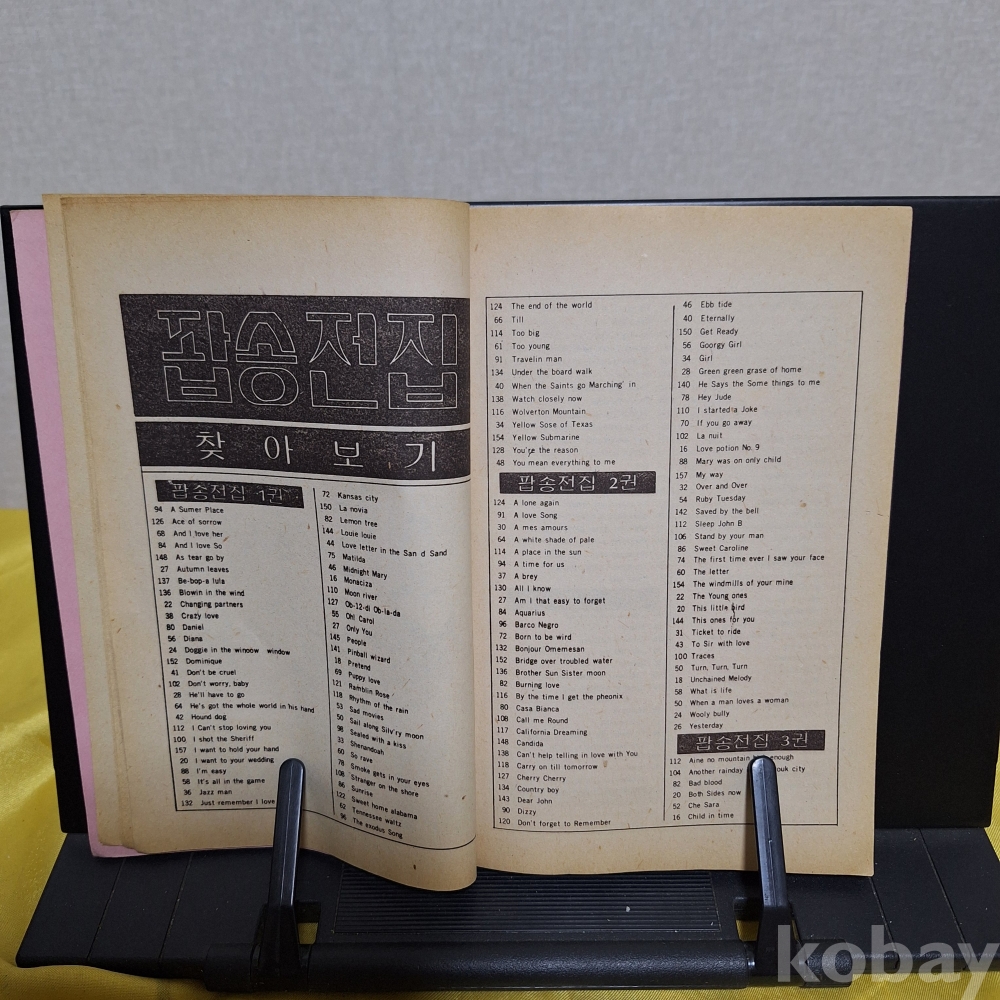 팝송전집
찾아보기
팝송전집 1권
94 A Sumer Place
126 Ace of sorrow
68 And I love her
84 And I love So
148 As tear go by
27 Autumn leaves
137 Be-bop-a lula
136 Blowin in the wind
22 Changing partners
38 Crazy love
80 Daniel
56 Diana
24 Doggie in the window window
152 Dominique
41 Don't be cruel
102 Don't worry, baby
28 He'll have to go
64 He's got the whole world in his hand
42 Hound dog
112 I Can't stop loving you
100 I shot the Sheriff
157 I want to hold your hand
20 I want to your wedding
88 I'm easy
58 It's all in the game
36 Jazz man
132 Just remember I love
72 Kansas city
150 La novia
82 Lemon tree
144 Louie louie
44 Love letter in the San d Sand
75 Matilda
46 Midnight Mary
16 Monaciza
110 Moon river
127 Ob-12-di Ob-la-da
55 Oh! Carol
27 Only You
145 People
141 Pinball wizard
18 Pretend
69 Puppy love
121 Ramblin Rose
118 Rhythm of the rain
53 Sad movies
50 Sail along Silv'ry moon
98 Sealed with a kiss
33 Shenandoah
60 So rave
78 Smoke gets in your eyes
108 Stranger on the shore
86 Sunrise
122 Sweet home alabama
62 Tennessee waltz
96 The exodus Song
124 The end of the world
66 Till
114 Too big
61 Too young
91 Travelin man
134 Under the board walk
40 When the Saints go Marching' in
138 Watch closely now
116 Wolverton Mountain
34 Yellow Sose of Texas
154 Yellow Submarine
128 You're the reason
48 You mean everything to me
팝송전집 2권
124 A lone again
91 A love Song
30 A mes amours
64 A white shade of pale
114 A place in the sun
94 A time for us
37 A brey
130 All I know
27 Am I that easy to forget
84 Aquarius
96 Barco Negro
72 Born to be wird
132 Bonjour Omemesan
152 Bridge over troubled water
136 Brother Sun Sister moon
82 Burning love
116 By the time I get the pheonix
80 Casa Bianca
108 Call me Round
117 California Dreaming
148 Candida
138 Can't help telling in love with You
118 Carry on till tomorrow
127 Cherry Cherry
134 Country boy
143 Dear John
90 Dizzy
120 Don't forget to Remember
46 Ebb tide
40 Eternally
150 Get Ready
56 Goorgy Girl
34 Girl
28 Green green grase of home
140 He Says the Some things to me
78 Hey Jude
110 I startedia Joke
70 If you go away
102 La nuit
16 Love potion No. 9
88 Mary was on only child
157 My way
32 Over and Over
54 Ruby Tuesday
142 Saved by the bell
112 Sleep John B
106 Stand by your man
86 Sweet Caroline
74 The first time ever I saw your face
60 The letter
154 The windmills of your mine
22 The Young ones
20 This little bird
144 This ones for you
31 Ticket to ride
43 To Sir with love
100 Traces
50 Turn, Turn, Turn
18 Unchained Melody
58 What is life
50 When a man loves a woman
24 Wooly bully
26 Yesterday
팝송전집 3권
112 Aine no mountain enough
104 Another rainday ouk city
82 Bad blood
20 Both Sides now
52 Che Sara
16 Child in time
kobay